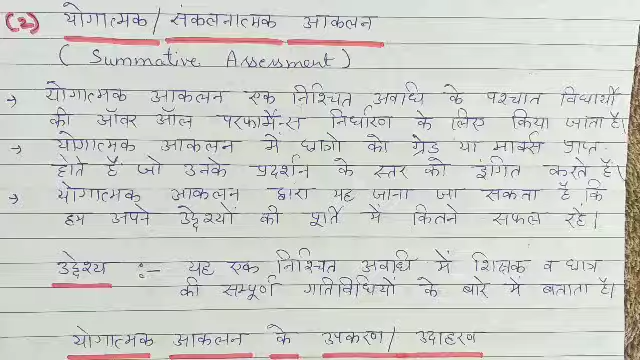 (2) योगात्मक / संकलनात्मक आकलन
( Summative Assessment )
→ योगात्मक आकलन एक निश्चित अवधि के पश्चात विधार्थी
की ऑवर ऑल परफार्मेन्स निर्धारण के लिए किया जाता है।
→ योगात्मक आकलन में छात्रों को ग्रेड या मार्क्स प्राप्त
होते हैं जो उनके प्रदर्शन के स्तर को इंगित करते हैं।
→ योगात्मक आकलन द्वारा यह जाना जा सकता है कि
हम अपने उद्देश्यों की पूर्ति में कितने सफल रहे।
उद्देश्य :- यह एक निश्चित अवधि में शिक्षक व छात्र
की सम्पूर्ण गतिविधियों के बारे में बताता है।
योगात्मक आकलन के उपकरण / उदाहरण